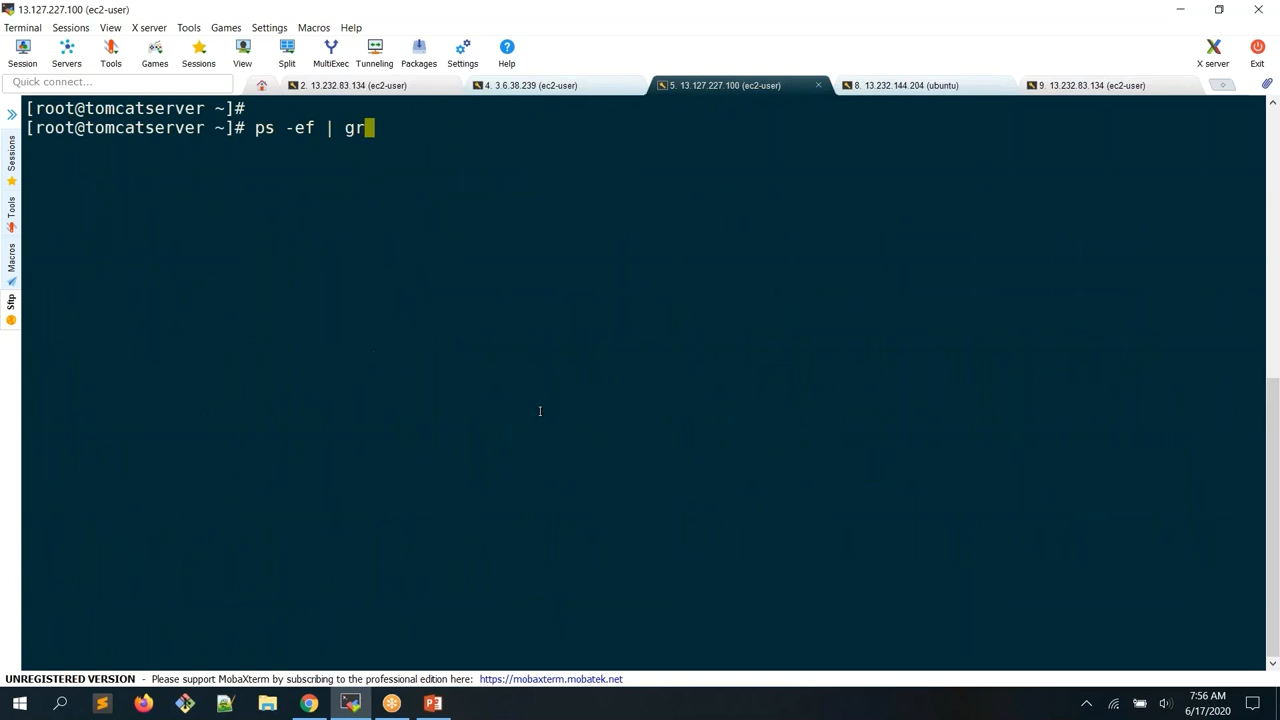 13.127.227.100 (ec2-user)
Terminal Sessions View X server Tools Games Settings Macros Help
Session Servers Tools Games Sessions View Split MultiExec Tunneling Packages Settings Help X server Exit
Quick connect...
2. 13.232.83.134 (ec2-user) 4. 3.6.38.239 (ec2-user) 5. 13.127.227.100 (ec2-user) 8. 13.232.144.204 (ubuntu) 9. 13.232.83.134 (ec2-user)
[root@tomcatserver ~]#
[root@tomcatserver ~]# ps -ef | gr
Sessions
Tools
Macros
Sftp
UNREGISTERED VERSION - Please support MobaXterm by subscribing to the professional edition here: https://mobaxterm.mobatek.net
7:56 AM
6/17/2020